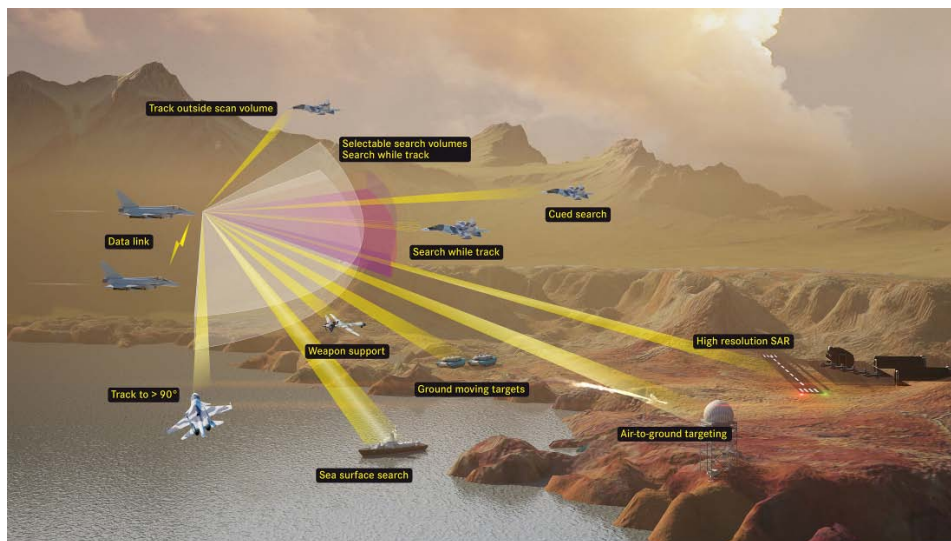 Track outside scan volume
Selectable search volumes
Search while track
Cued search
Data link
Search while track
High resolution SAR
Weapon support
Ground moving targets
Track to > 90°
Air-to-ground targeting
Sea surface search